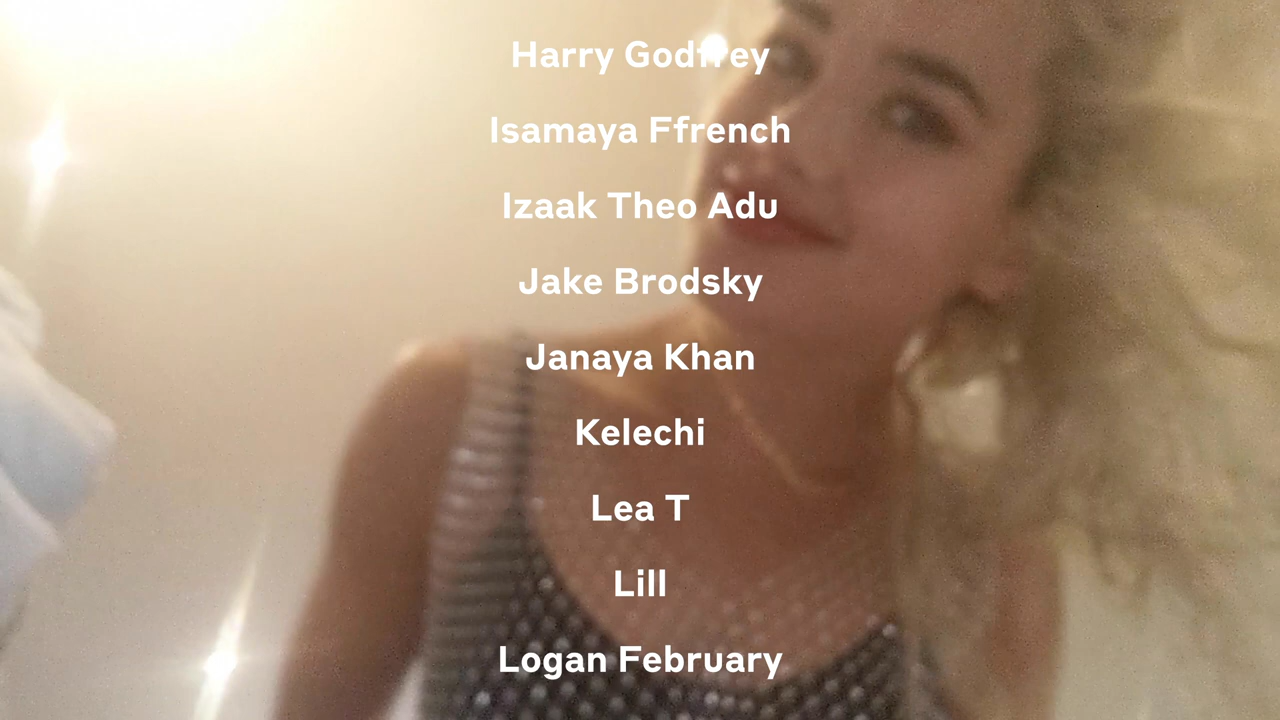 Harry Godfrey
Isamaya Ffrench
Izaak Theo Adu
Jake Brodsky
Janaya Khan
Kelechi
Lea T
Lill
Logan February